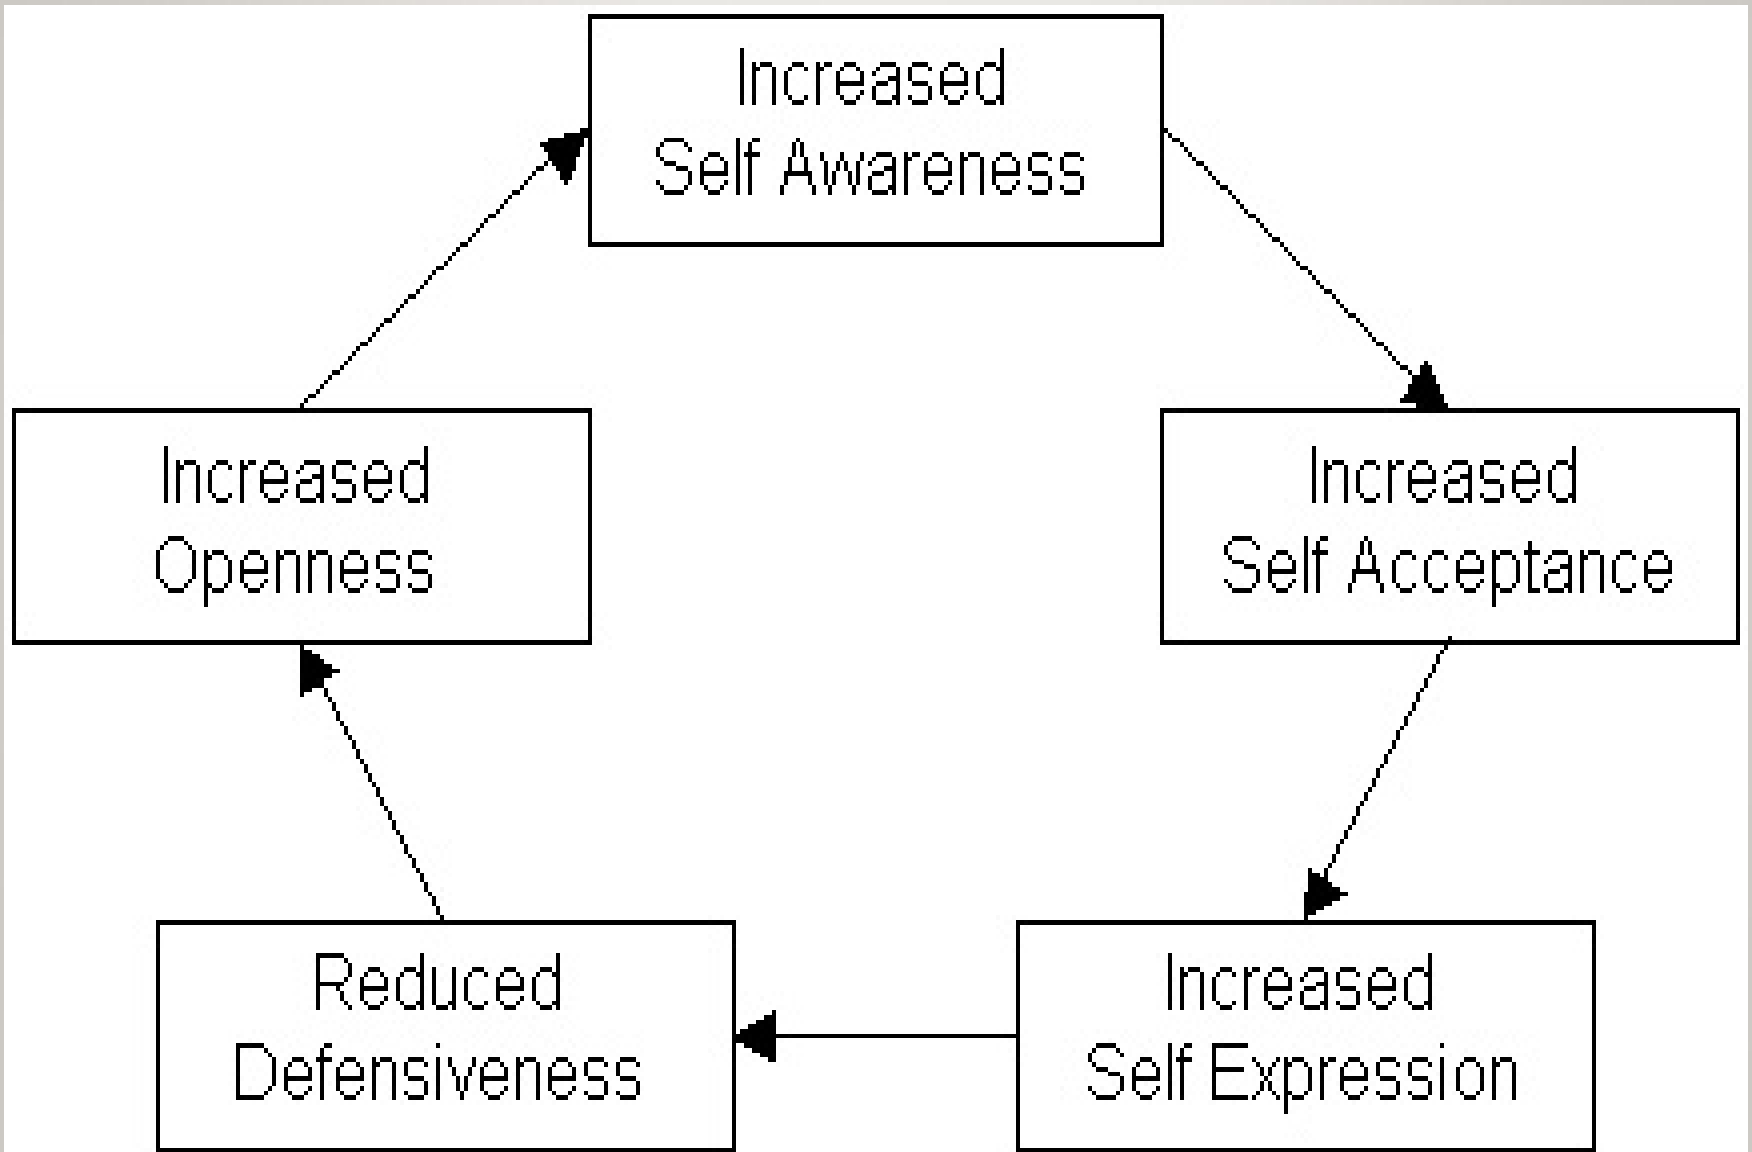 Increased
Self Awareness
Increased
Self Acceptance
Increased
Self Expression
Reduced
Defensiveness
Increased
Openness